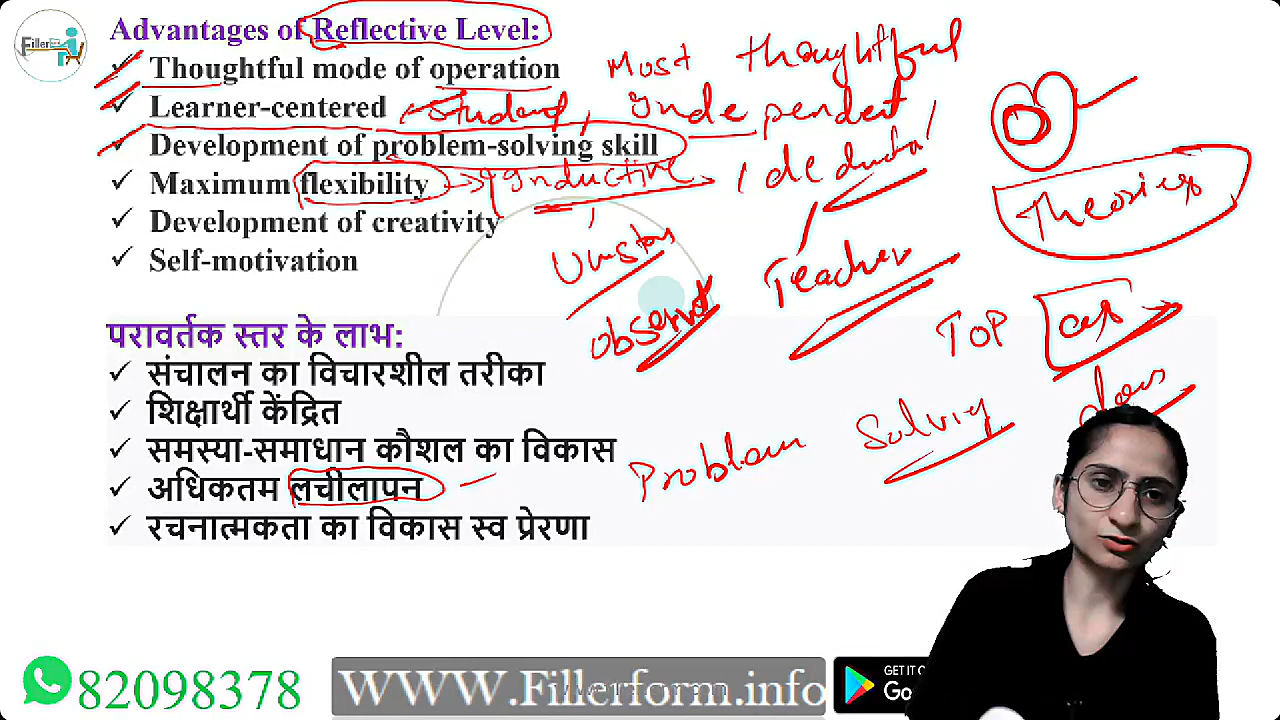 Filler
Advantages of Reflective Level:
✓ Thoughtful mode of operation
Most thoughtful
✓ Learner-centered
student, Independent
✓ Development of problem-solving skill
✓ Maximum flexibility
Inductive / deductive
✓ Development of creativity
✓ Self-motivation
Teacher
Theories
परावर्तक स्तर के लाभ:
TOP
✓ संचालन का विचारशील तरीका
✓ शिक्षार्थी केंद्रित
✓ समस्या-समाधान कौशल का विकास
Problem Solving
✓ अधिकतम लचीलापन
✓ रचनात्मकता का विकास स्व प्रेरणा
82098378
WWW.Fillerform.info
GET IT
Go